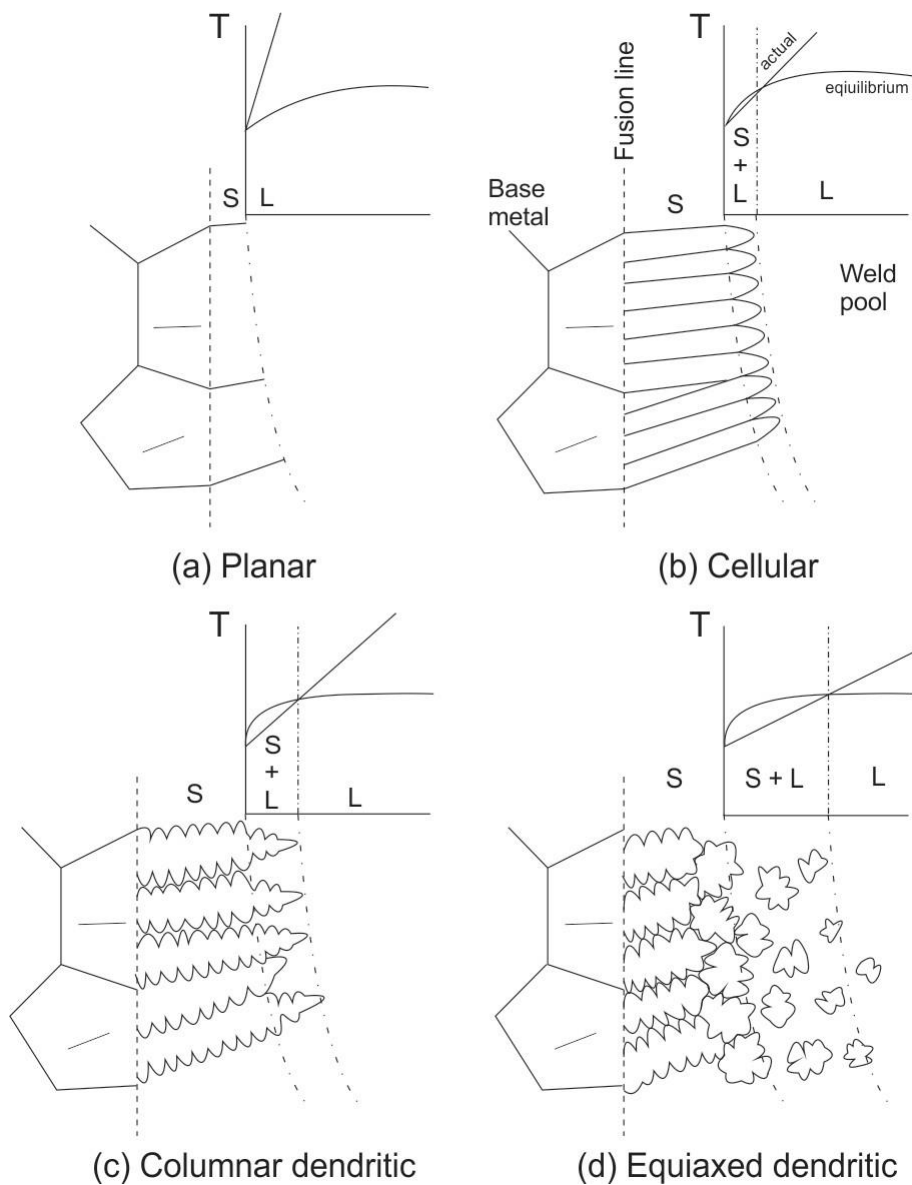 T
S L
(a) Planar
T
Fusion line
actual
eqiuilibrium
S
+
L
L
S
Base
metal
Weld
pool
(b) Cellular
T
S
+
L
S
L
(c) Columnar dendritic
T
S
S + L
L
(d) Equiaxed dendritic